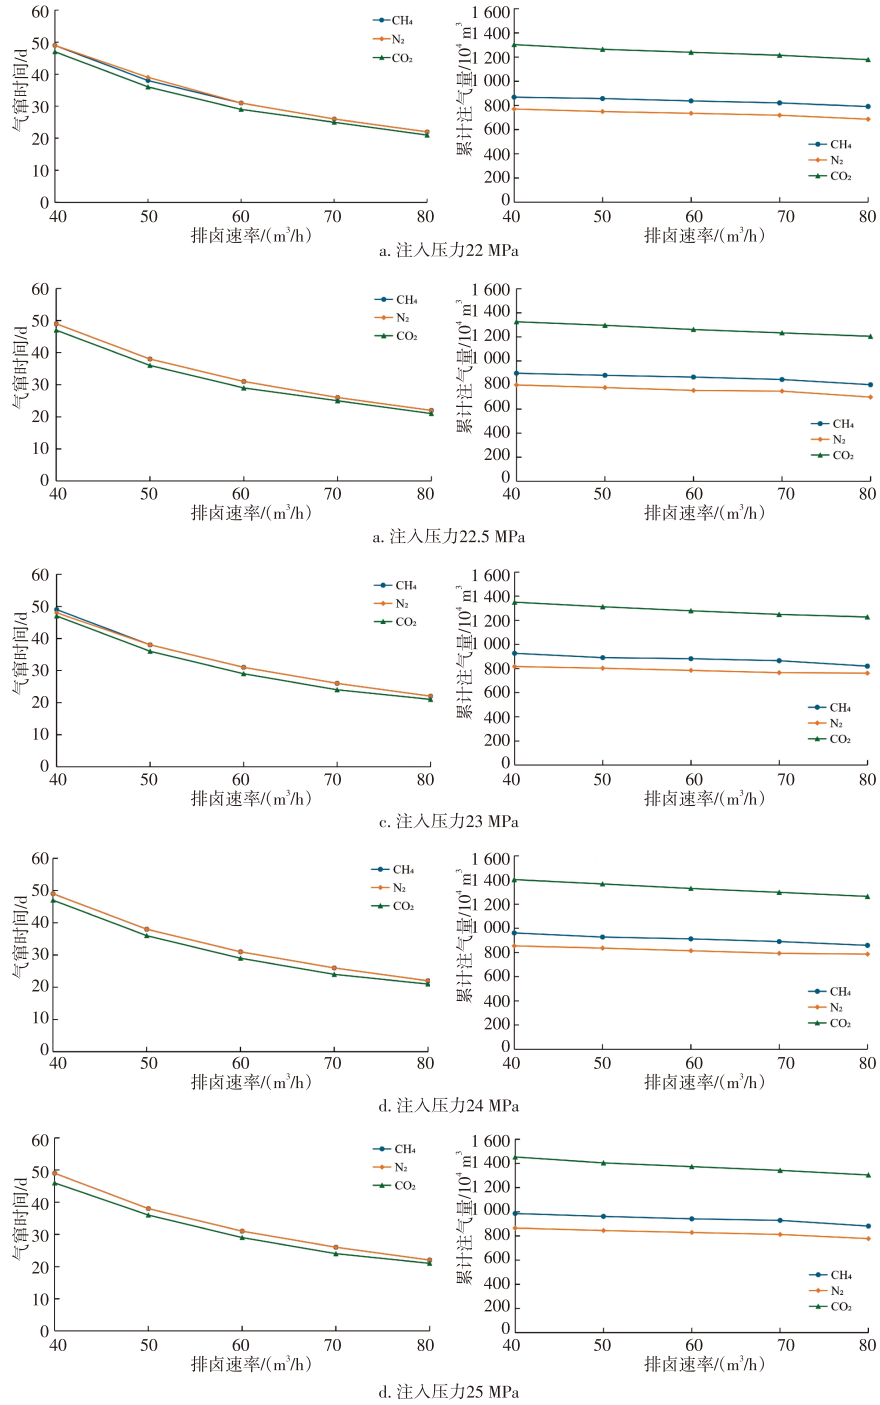 气窜时间/d
60
50
40
30
20
10
0
40 50 60 70 80
排卤速率/(m³/h)
CH₄
N₂
CO₂
累计注气量/10⁴ m³
1 600
1 400
1 200
1 000
800
600
400
200
0
40 50 60 70 80
排卤速率/(m³/h)
CH₄
N₂
CO₂
a. 注入压力22 MPa
气窜时间/d
60
50
40
30
20
10
0
40 50 60 70 80
排卤速率/(m³/h)
CH₄
N₂
CO₂
累计注气量/10⁴ m³
1 600
1 400
1 200
1 000
800
600
400
200
0
40 50 60 70 80
排卤速率/(m³/h)
CH₄
N₂
CO₂
a. 注入压力22.5 MPa
气窜时间/d
60
50
40
30
20
10
0
40 50 60 70 80
排卤速率/(m³/h)
CH₄
N₂
CO₂
累计注气量/10⁴ m³
1 600
1 400
1 200
1 000
800
600
400
200
0
40 50 60 70 80
排卤速率/(m³/h)
CH₄
N₂
CO₂
c. 注入压力23 MPa
气窜时间/d
60
50
40
30
20
10
0
40 50 60 70 80
排卤速率/(m³/h)
CH₄
N₂
CO₂
累计注气量/10⁴ m³
1 600
1 400
1 200
1 000
800
600
400
200
0
40 50 60 70 80
排卤速率/(m³/h)
CH₄
N₂
CO₂
d. 注入压力24 MPa
气窜时间/d
60
50
40
30
20
10
0
40 50 60 70 80
排卤速率/(m³/h)
CH₄
N₂
CO₂
累计注气量/10⁴ m³
1 600
1 400
1 200
1 000
800
600
400
200
0
40 50 60 70 80
排卤速率/(m³/h)
CH₄
N₂
CO₂
d. 注入压力25 MPa